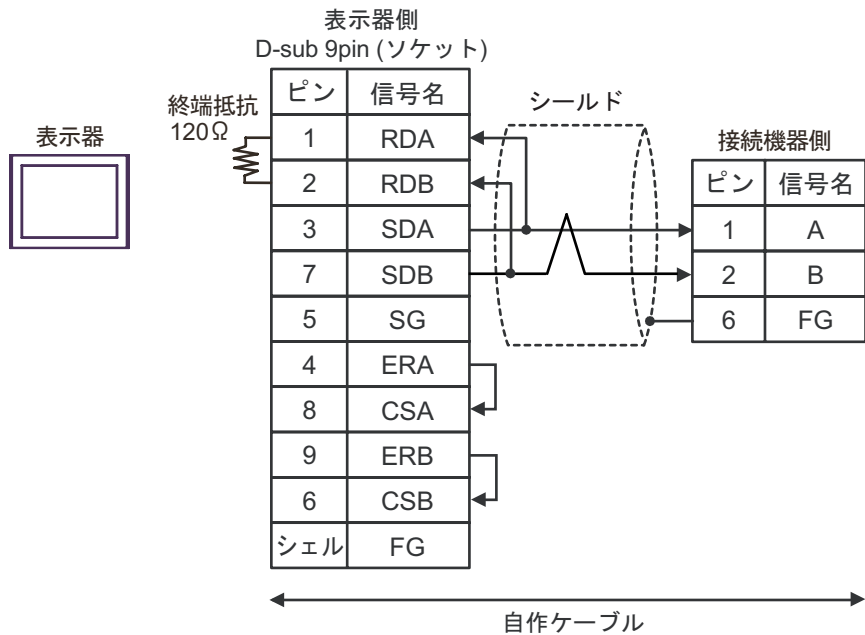 表示器側
D-sub 9pin (ソケット)
表示器
終端抵抗
120Ω
ピン 信号名
1 RDA
2 RDB
3 SDA
7 SDB
5 SG
4 ERA
8 CSA
9 ERB
6 CSB
シェル FG
シールド
接続機器側
ピン 信号名
1 A
2 B
6 FG
自作ケーブル